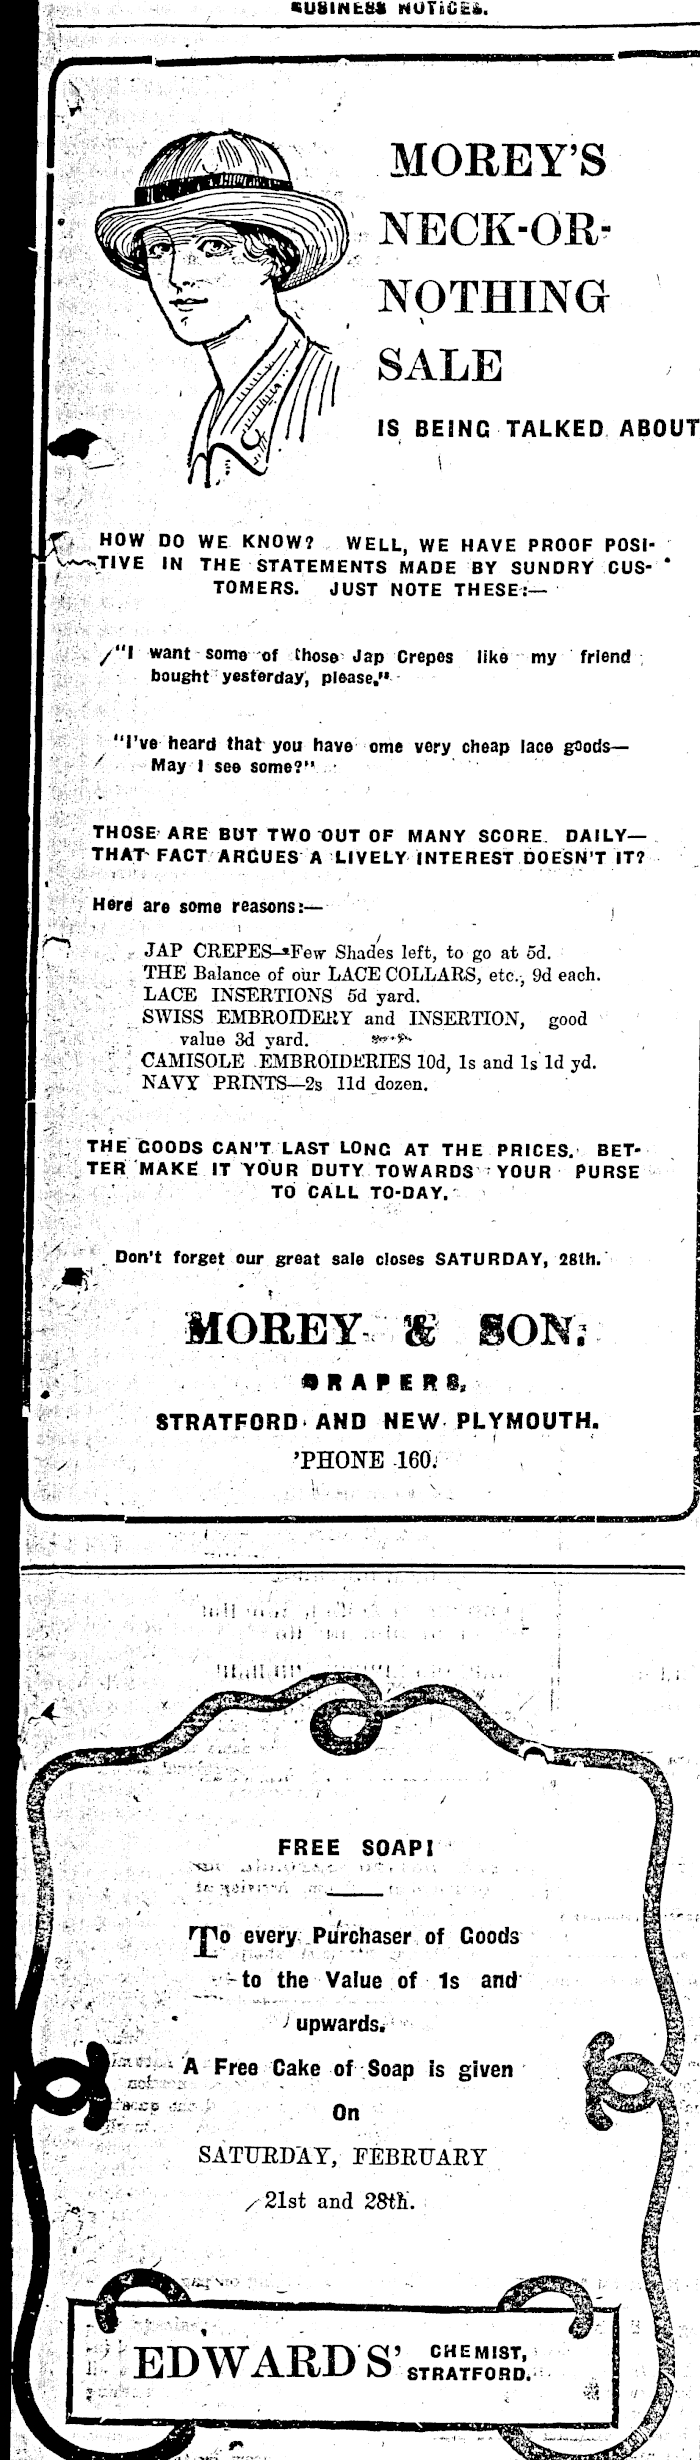 BUSINESS NOTICES.
MOREY'S
NECK-OR-
NOTHING
SALE
IS BEING TALKED ABOUT
HOW DO WE KNOW? WELL, WE HAVE PROOF POSI-
TIVE IN THE STATEMENTS MADE BY SUNDRY CUS-
TOMERS. JUST NOTE THESE:—
"I want some of those Jap Crepes like my friend
bought yesterday, please."
"I've heard that you have ome very cheap lace goods—
May I see some?"
THOSE ARE BUT TWO OUT OF MANY SCORE DAILY—
THAT FACT ARGUES A LIVELY INTEREST DOESN'T IT?
Here are some reasons:—
JAP CREPES—Few Shades left, to go at 5d.
THE Balance of our LACE COLLARS, etc., 9d each.
LACE INSERTIONS 5d yard.
SWISS EMBROIDERY and INSERTION, good
value 3d yard.
CAMISOLE EMBROIDERIES 10d, 1s and 1s 1d yd.
NAVY PRINTS—2s 11d dozen.
THE GOODS CAN'T LAST LONG AT THE PRICES. BET-
TER MAKE IT YOUR DUTY TOWARDS YOUR PURSE
TO CALL TO-DAY.
Don't forget our great sale closes SATURDAY, 28th.
MOREY & SON.
DRAPERS,
STRATFORD AND NEW PLYMOUTH.
'PHONE 160.
FREE SOAP!
To every Purchaser of Goods
to the Value of 1s and
upwards.
A Free Cake of Soap is given
On
SATURDAY, FEBRUARY
21st and 28th.
EDWARDS' CHEMIST,
STRATFORD.